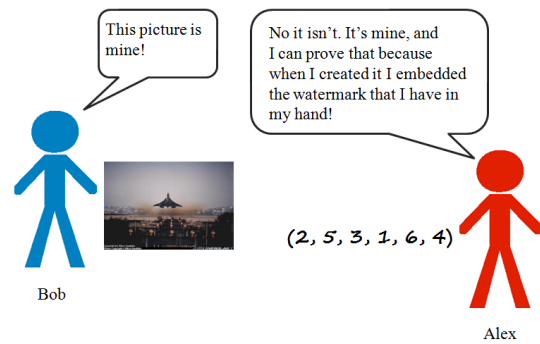 This picture is
mine!
No it isn't. It's mine, and
I can prove that because
when I created it I embedded
the watermark that I have in
my hand!
(2, 5, 3, 1, 6, 4)
Bob
Alex